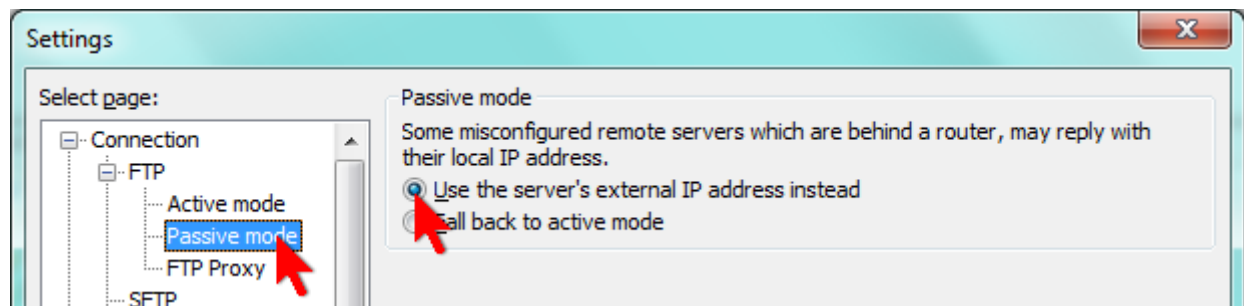 Settings
Select page:
Connection
FTP
Active mode
Passive mode
FTP Proxy
SFTP
Passive mode
Some misconfigured remote servers which are behind a router, may reply with
their local IP address.
Use the server's external IP address instead
Fall back to active mode